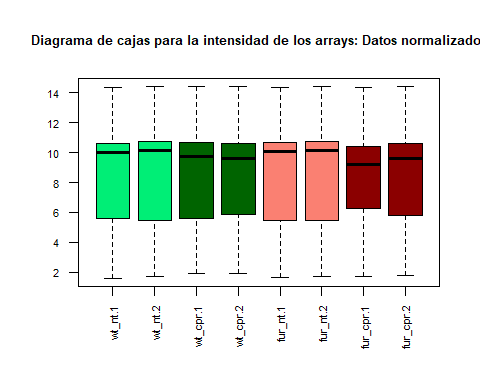 Diagrama de cajas para la intensidad de los arrays: Datos normalizado
14
12
10
8
6
4
2
wt_nt.1
wt_nt.2
wt_cpr.1
wt_cpr.2
fur_nt.1
fur_nt.2
fur_cpr.1
fur_cpr.2